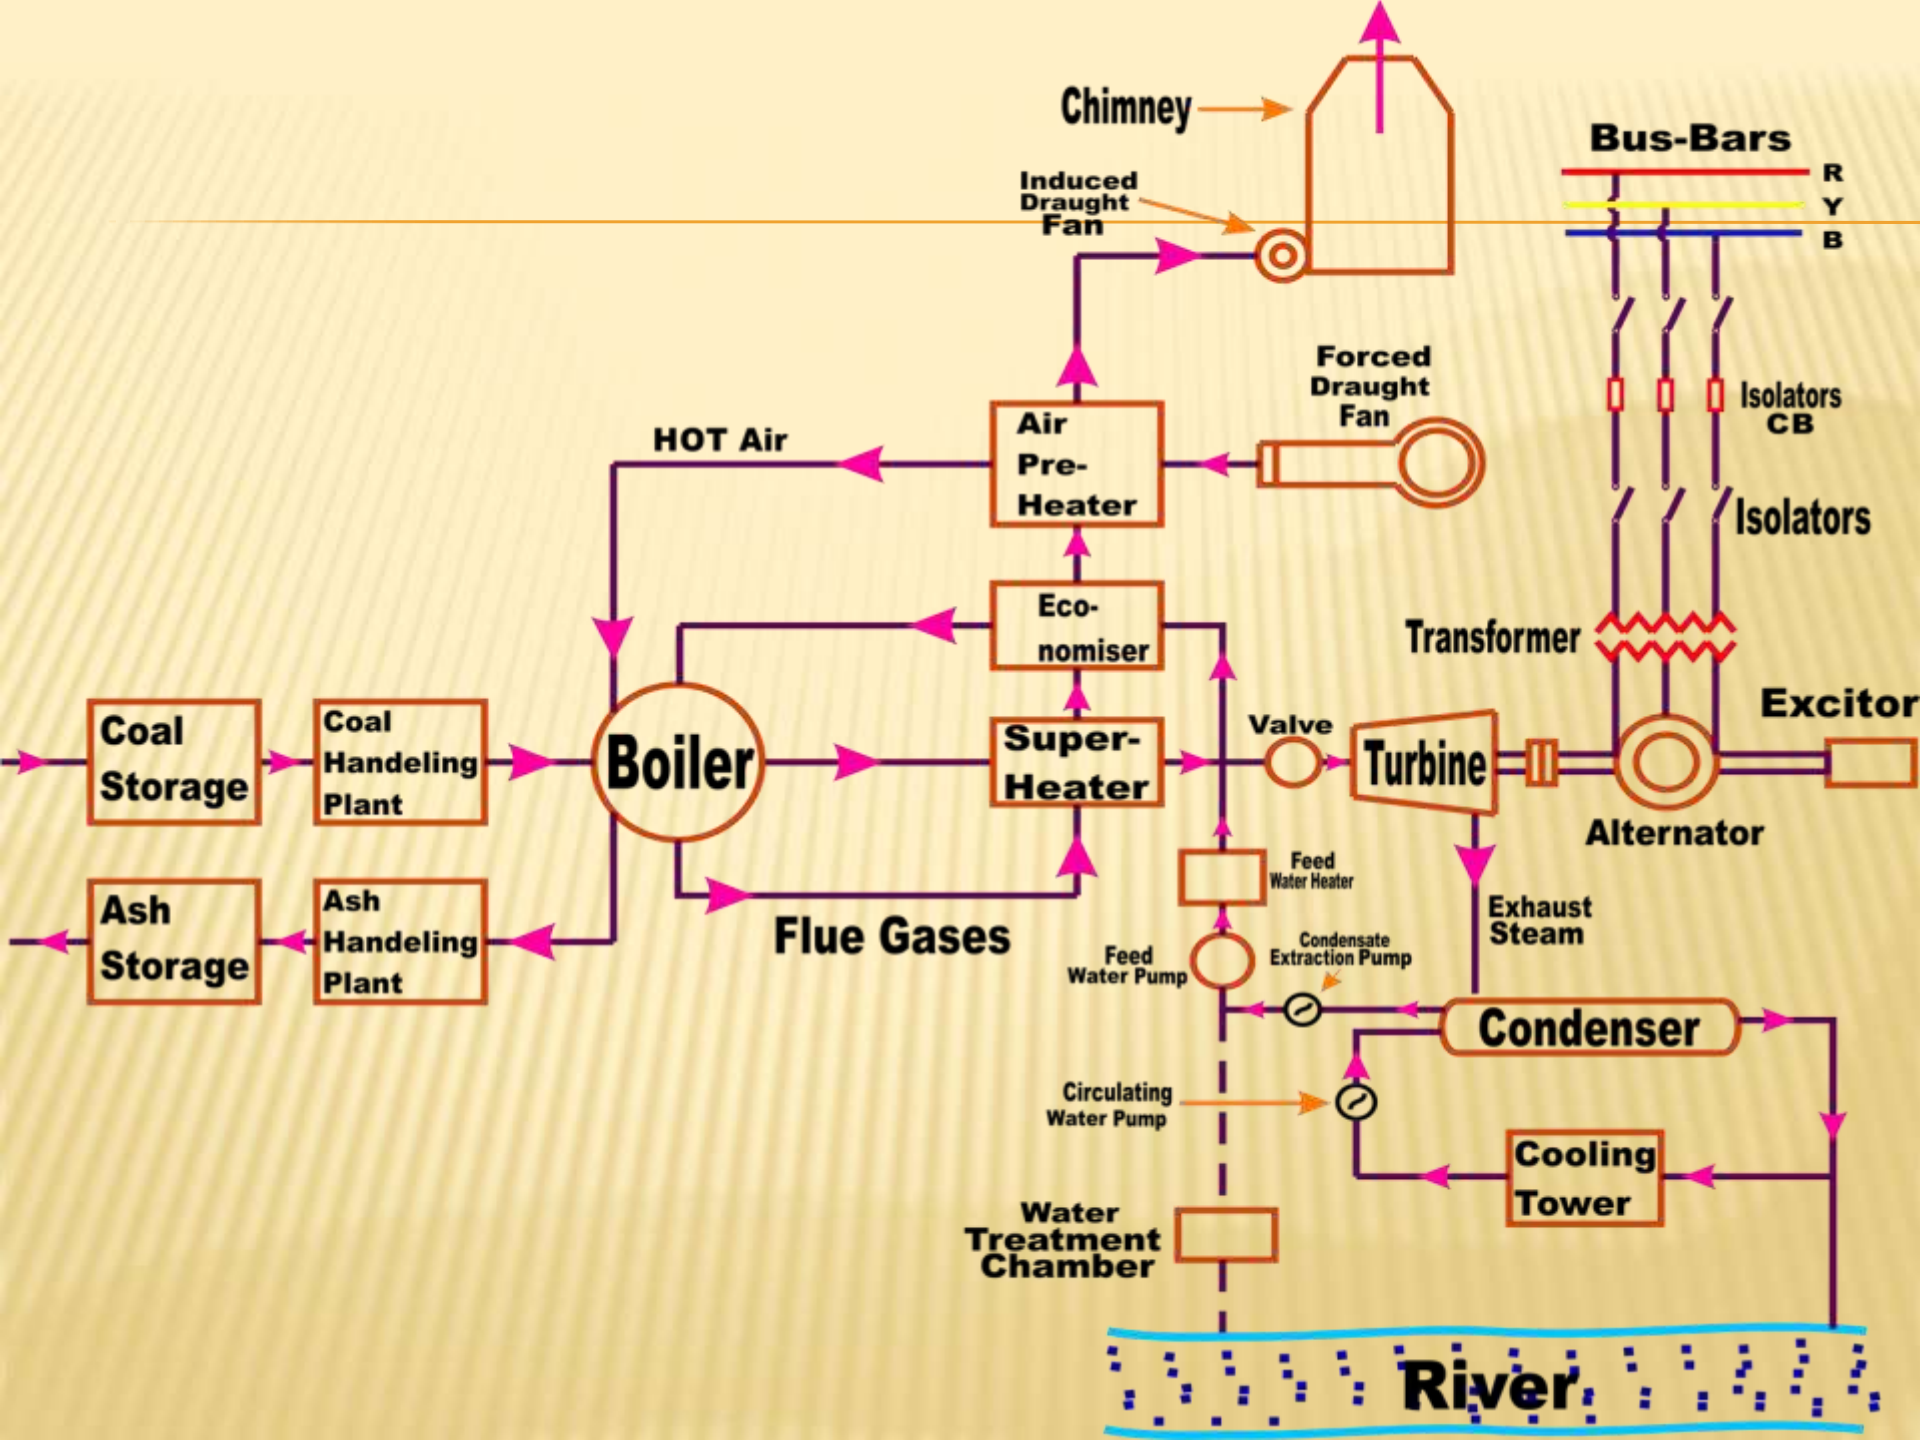 Chimney
Bus-Bars
R
Y
B
Induced
Draught
Fan
Forced
Draught
Fan
Isolators
CB
Isolators
HOT Air
Air
Pre-
Heater
Eco-
nomiser
Transformer
Excitor
Coal
Storage
Coal
Handeling
Plant
Boiler
Super-
Heater
Valve
Turbine
Alternator
Ash
Storage
Ash
Handeling
Plant
Flue Gases
Feed
Water Heater
Exhaust
Steam
Feed
Water Pump
Condensate
Extraction Pump
Condenser
Circulating
Water Pump
Cooling
Tower
Water
Treatment
Chamber
River